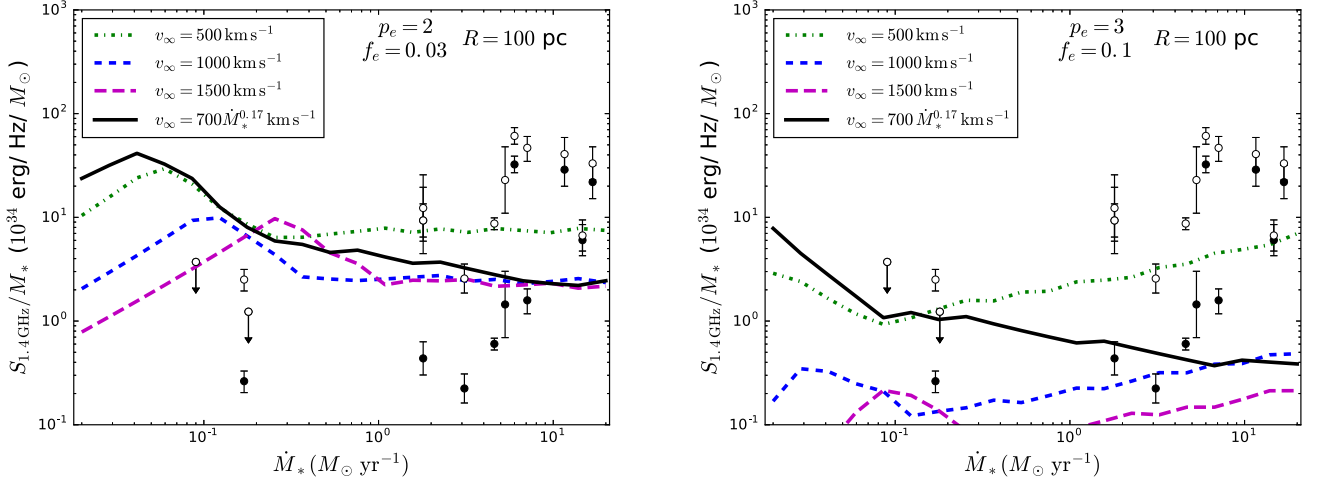 10³
10²
10¹
10⁰
10⁻¹
S₁.₄ GHz/M∗ (10³⁴ erg/ Hz/ M⊙)
v∞ = 500 km s⁻¹
v∞ = 1000 km s⁻¹
v∞ = 1500 km s⁻¹
v∞ = 700Ṁ∗^0.17 km s⁻¹
pₑ = 2
fₑ = 0.03
R = 100 pc
10⁻¹ 10⁰ 10¹
Ṁ∗ (M⊙ yr⁻¹)
10³
10²
10¹
10⁰
10⁻¹
S₁.₄ GHz/M∗ (10³⁴ erg/ Hz/ M⊙)
v∞ = 500 km s⁻¹
v∞ = 1000 km s⁻¹
v∞ = 1500 km s⁻¹
v∞ = 700 Ṁ∗^0.17 km s⁻¹
pₑ = 3
fₑ = 0.1
R = 100 pc
10⁻¹ 10⁰ 10¹
Ṁ∗ (M⊙ yr⁻¹)